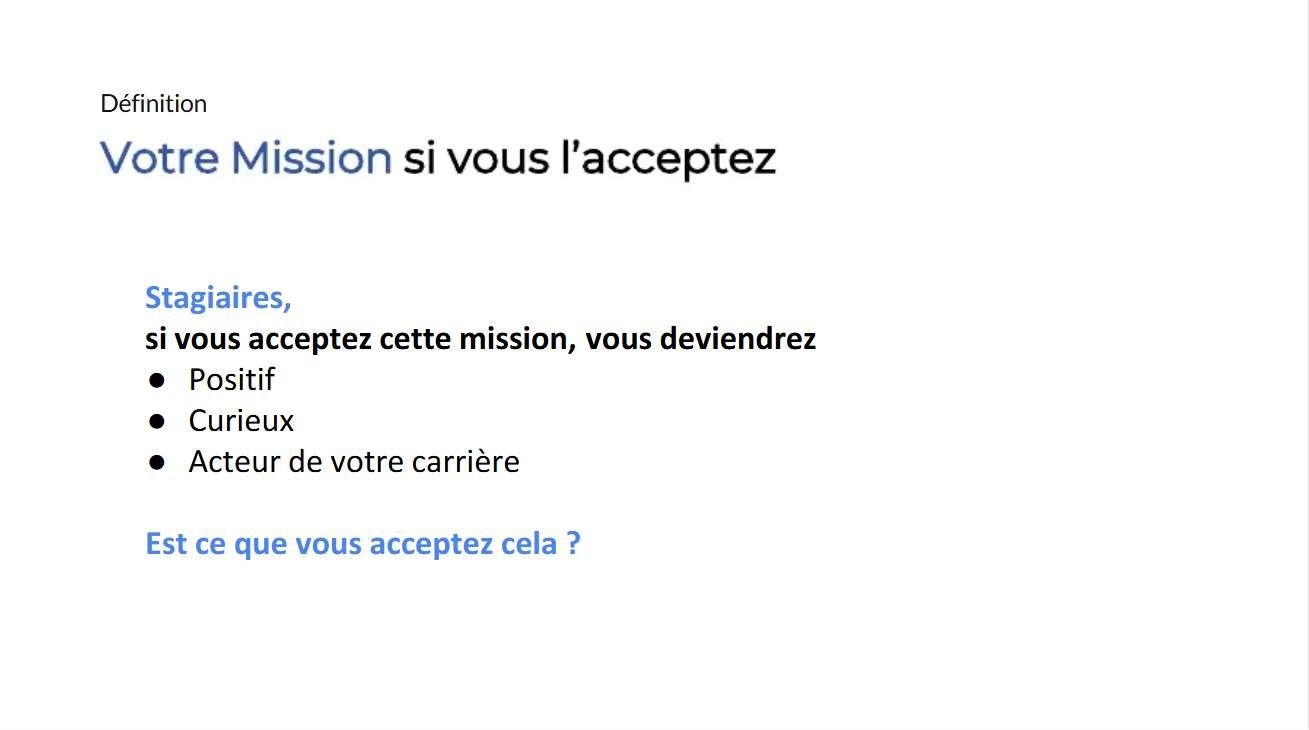 Définition
Votre Mission si vous l’acceptez
Stagiaires,
si vous acceptez cette mission, vous deviendrez
● Positif
● Curieux
● Acteur de votre carrière
Est ce que vous acceptez cela ?